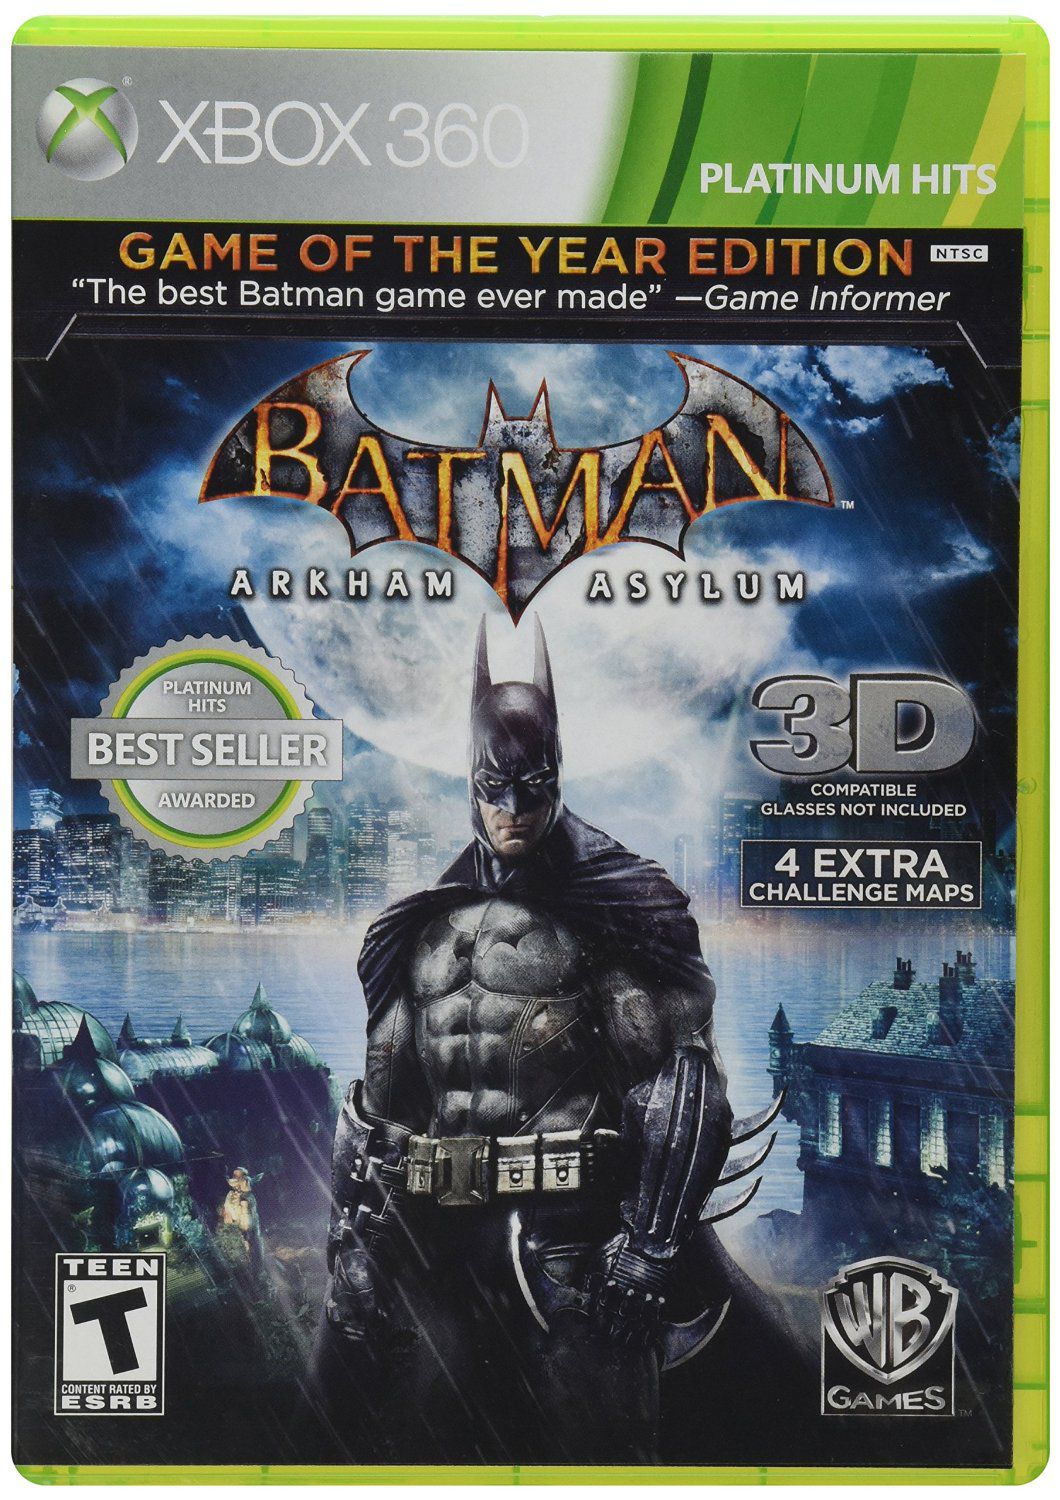 XBOX 360
PLATINUM HITS
GAME OF THE YEAR EDITION
NTSC
“The best Batman game ever made” —Game Informer
BATMAN™
ARKHAM ASYLUM
PLATINUM
HITS
BEST SELLER
AWARDED
3D
COMPATIBLE
GLASSES NOT INCLUDED
4 EXTRA
CHALLENGE MAPS
TEEN
T
CONTENT RATED BY
ESRB
WB
GAMES